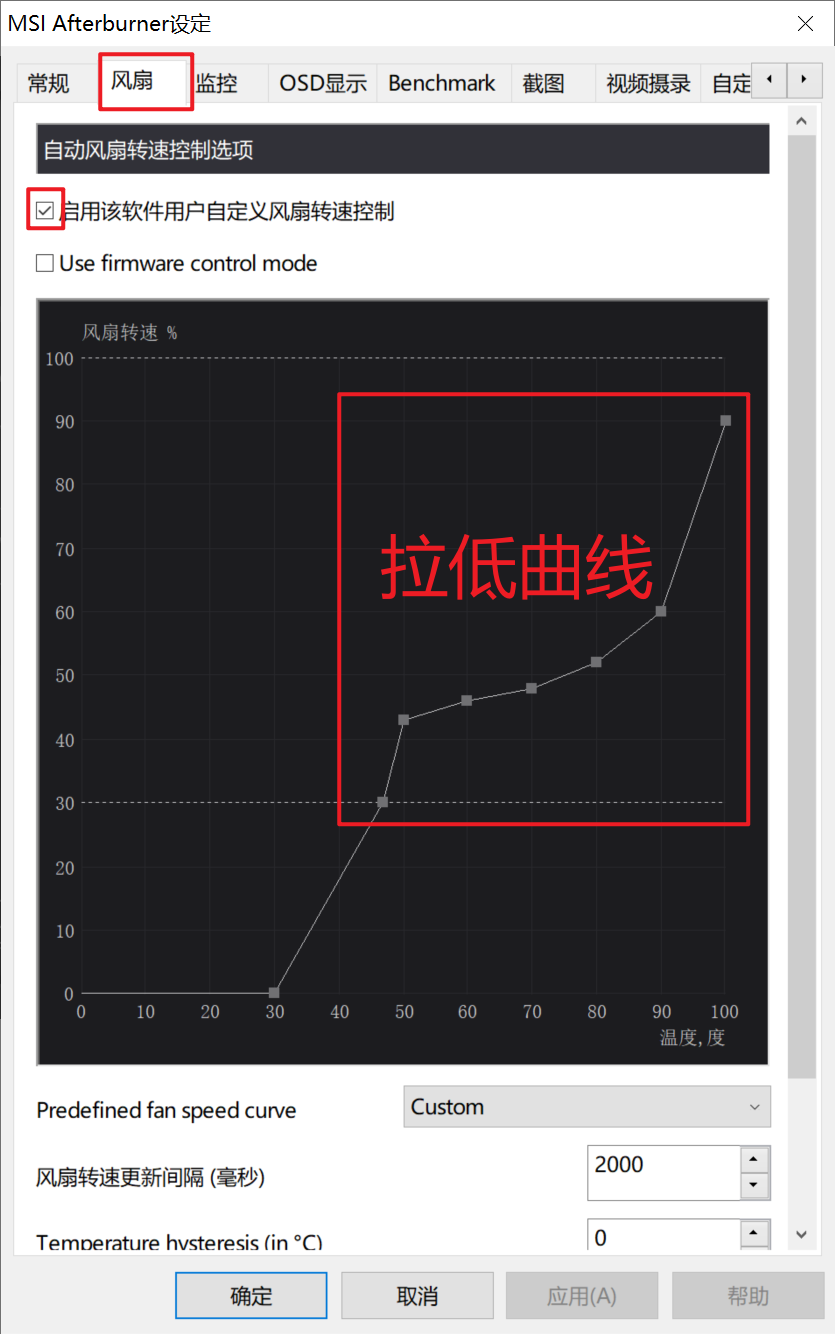 MSI Afterburner设定
常规 风扇 监控 OSD显示 Benchmark 截图 视频摄录 自定
自动风扇转速控制选项
启用该软件用户自定义风扇转速控制
Use firmware control mode
风扇转速 %
100
90
80
70
60
50
40
30
20
10
0
拉低曲线
0 10 20 30 40 50 60 70 80 90 100
温度,度
Predefined fan speed curve Custom
风扇转速更新间隔 (毫秒) 2000
Temperature hysteresis (in °C) 0
确定 取消 应用(A) 帮助